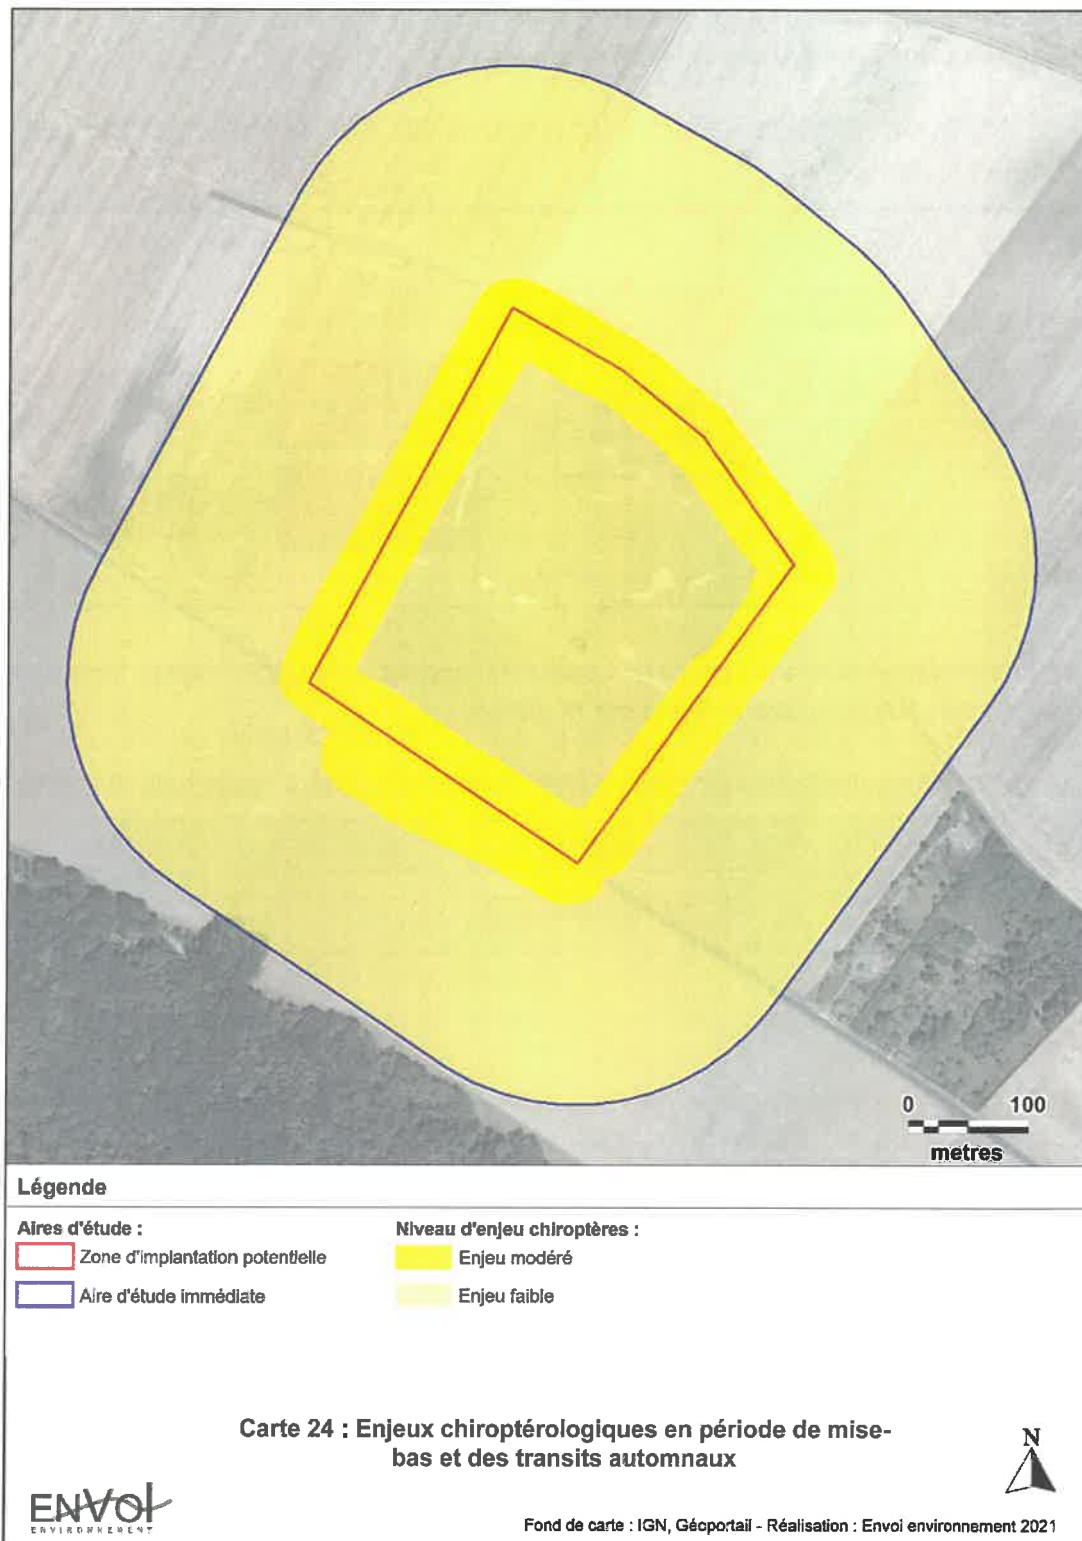 0 100
metres
Légende
Aires d'étude :
Zone d'implantation potentielle
Aire d'étude immédiate
Niveau d'enjeu chiroptères :
Enjeu modéré
Enjeu faible
Carte 24 : Enjeux chiroptérologiques en période de mise-
bas et des transits automnaux
N
ENVOL
ENVIRONNEMENT
Fond de carte : IGN, Géoportail - Réalisation : Envol environnement 2021